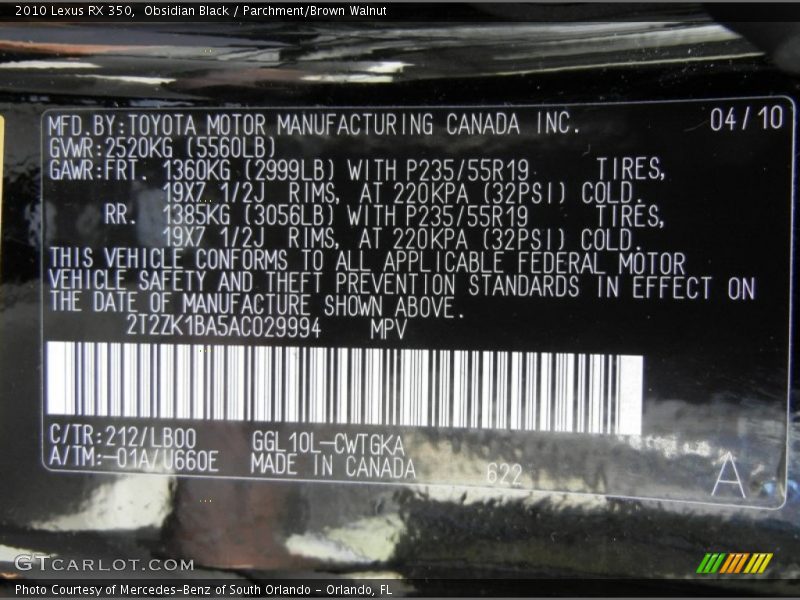 2010 Lexus RX 350,  Obsidian Black / Parchment/Brown Walnut
MFD.BY:TOYOTA MOTOR MANUFACTURING CANADA INC. 04/10
GVWR:2520KG (5560LB)
GAWR:FRT. 1360KG (2999LB) WITH P235/55R19 TIRES,
19X7 1/2J RIMS, AT 220KPA (32PSI) COLD.
RR. 1385KG (3056LB) WITH P235/55R19 TIRES,
19X7 1/2J RIMS, AT 220KPA (32PSI) COLD.
THIS VEHICLE CONFORMS TO ALL APPLICABLE FEDERAL MOTOR
VEHICLE SAFETY AND THEFT PREVENTION STANDARDS IN EFFECT ON
THE DATE OF MANUFACTURE SHOWN ABOVE.
2T2ZK1BA5AC029994 MPV
C/TR:212/LB00 GGL10L-CWTGKA
A/TM:-01A/U660E MADE IN CANADA 622 A
GTCARLOT.COM
Photo Courtesy of Mercedes-Benz of South Orlando - Orlando, FL